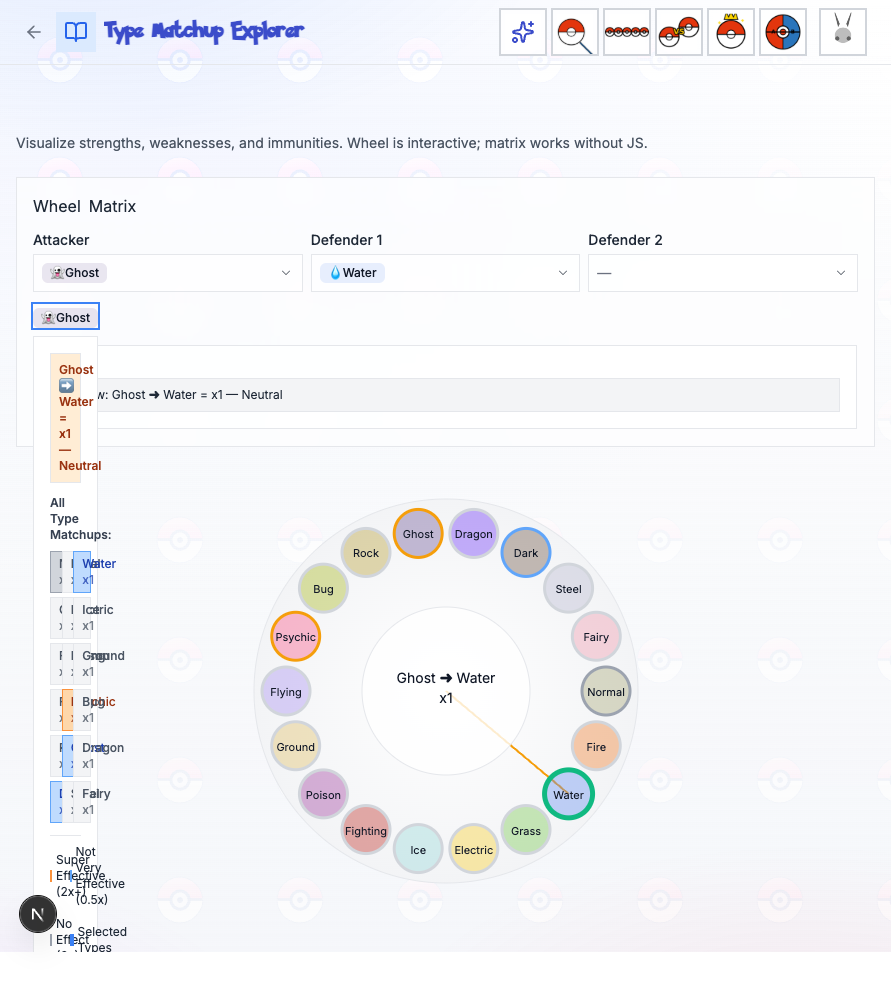 Type Matchup Explorer
VS
Visualize strengths, weaknesses, and immunities. Wheel is interactive; matrix works without JS.
Wheel Matrix
Attacker
Defender 1
Defender 2
👻Ghost
💧Water
—
👻Ghost
w: Ghost ➜ Water = x1 — Neutral
Ghost
➡️
Water
=
x1
—
Neutral
All
Type
Matchups:
Water
x1
x1
Ground
x1
x1
Dragon
x1
Fairy
x1
Super
Effective
(2x+)
Not
Very
Effective
(0.5x)
No
Effect
Selected
Types
N
Ghost
Dragon
Dark
Steel
Fairy
Normal
Fire
Water
Grass
Electric
Ice
Fighting
Poison
Ground
Flying
Psychic
Bug
Rock
Ghost ➜ Water
x1